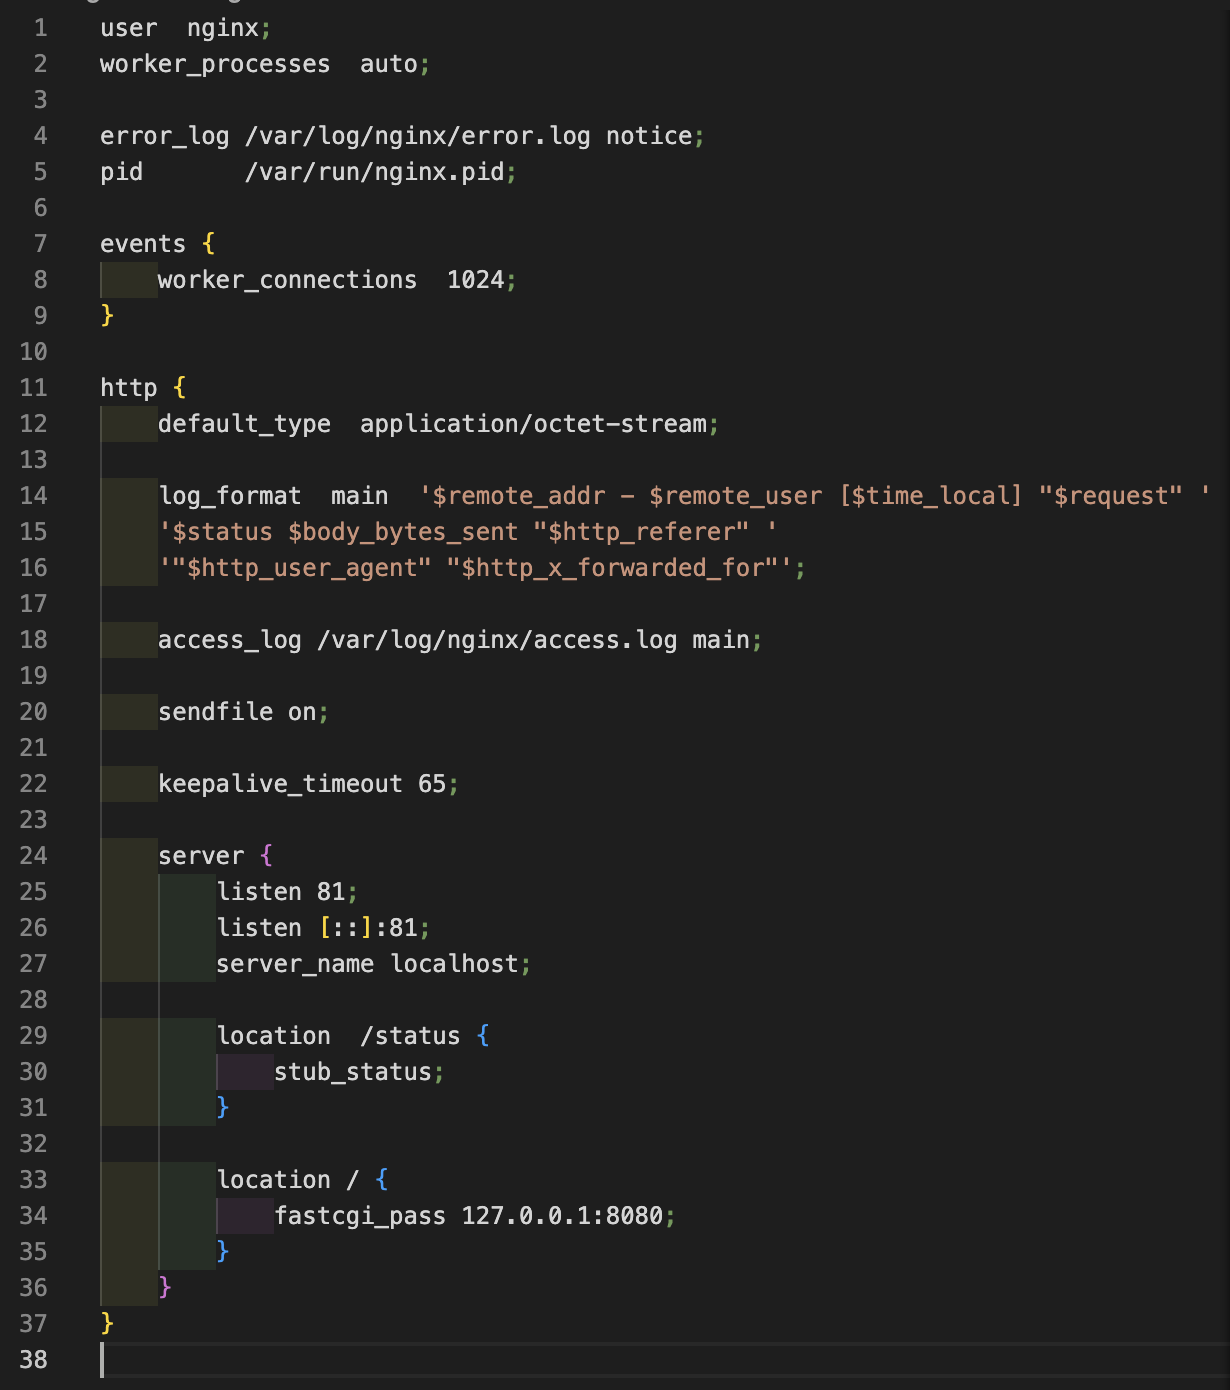 1 user  nginx;
2 worker_processes  auto;
3
4 error_log /var/log/nginx/error.log notice;
5 pid       /var/run/nginx.pid;
6
7 events {
8     worker_connections  1024;
9 }
10
11 http {
12     default_type  application/octet-stream;
13
14     log_format  main  '$remote_addr - $remote_user [$time_local] "$request" '
15     '$status $body_bytes_sent "$http_referer" '
16     '"$http_user_agent" "$http_x_forwarded_for"';
17
18     access_log /var/log/nginx/access.log main;
19
20     sendfile on;
21
22     keepalive_timeout 65;
23
24     server {
25         listen 81;
26         listen [::]:81;
27         server_name localhost;
28
29         location  /status {
30             stub_status;
31         }
32
33         location / {
34             fastcgi_pass 127.0.0.1:8080;
35         }
36     }
37 }
38